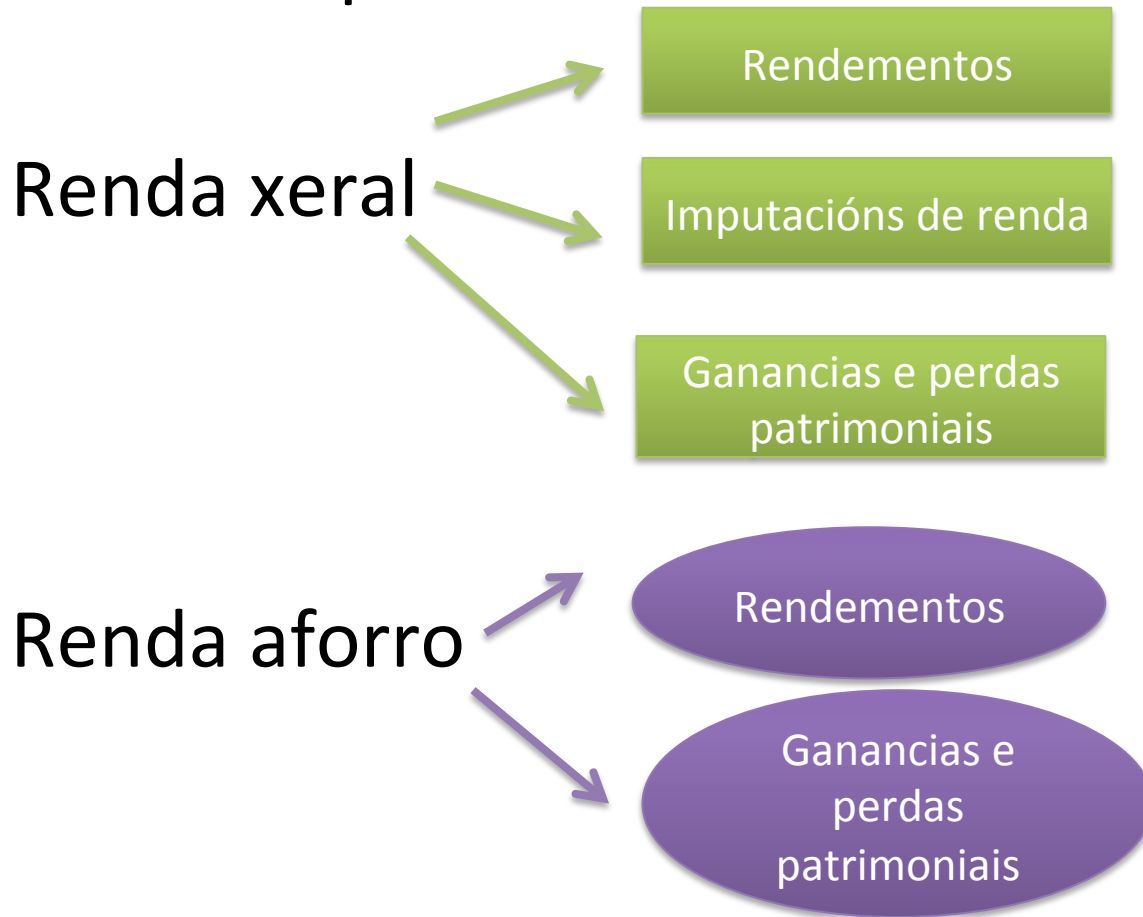 Renda xeral
Rendementos
Imputacións de renda
Ganancias e perdas
patrimoniais
Renda aforro
Rendementos
Ganancias e
perdas
patrimoniais